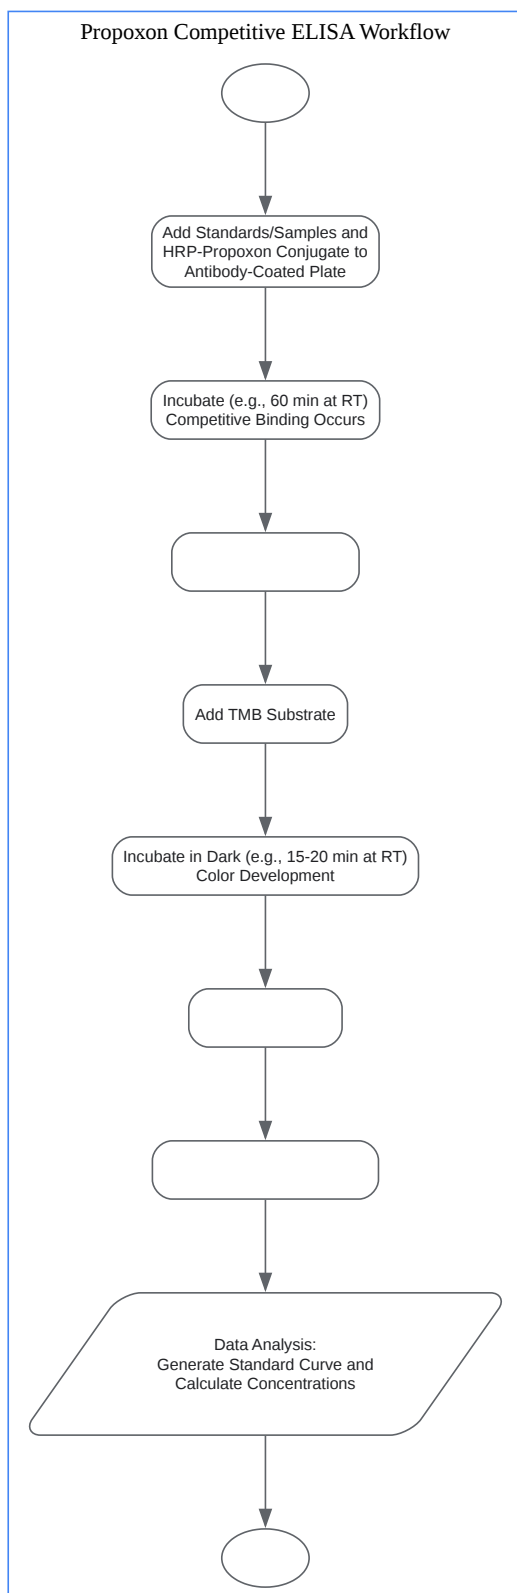 Propoxon Competitive ELISA Workflow
Add Standards/Samples and
HRP-Propoxon Conjugate to
Antibody-Coated Plate
Incubate (e.g., 60 min at RT)
Competitive Binding Occurs
Add TMB Substrate
Incubate in Dark (e.g., 15-20 min at RT)
Color Development
Data Analysis:
Generate Standard Curve and
Calculate Concentrations